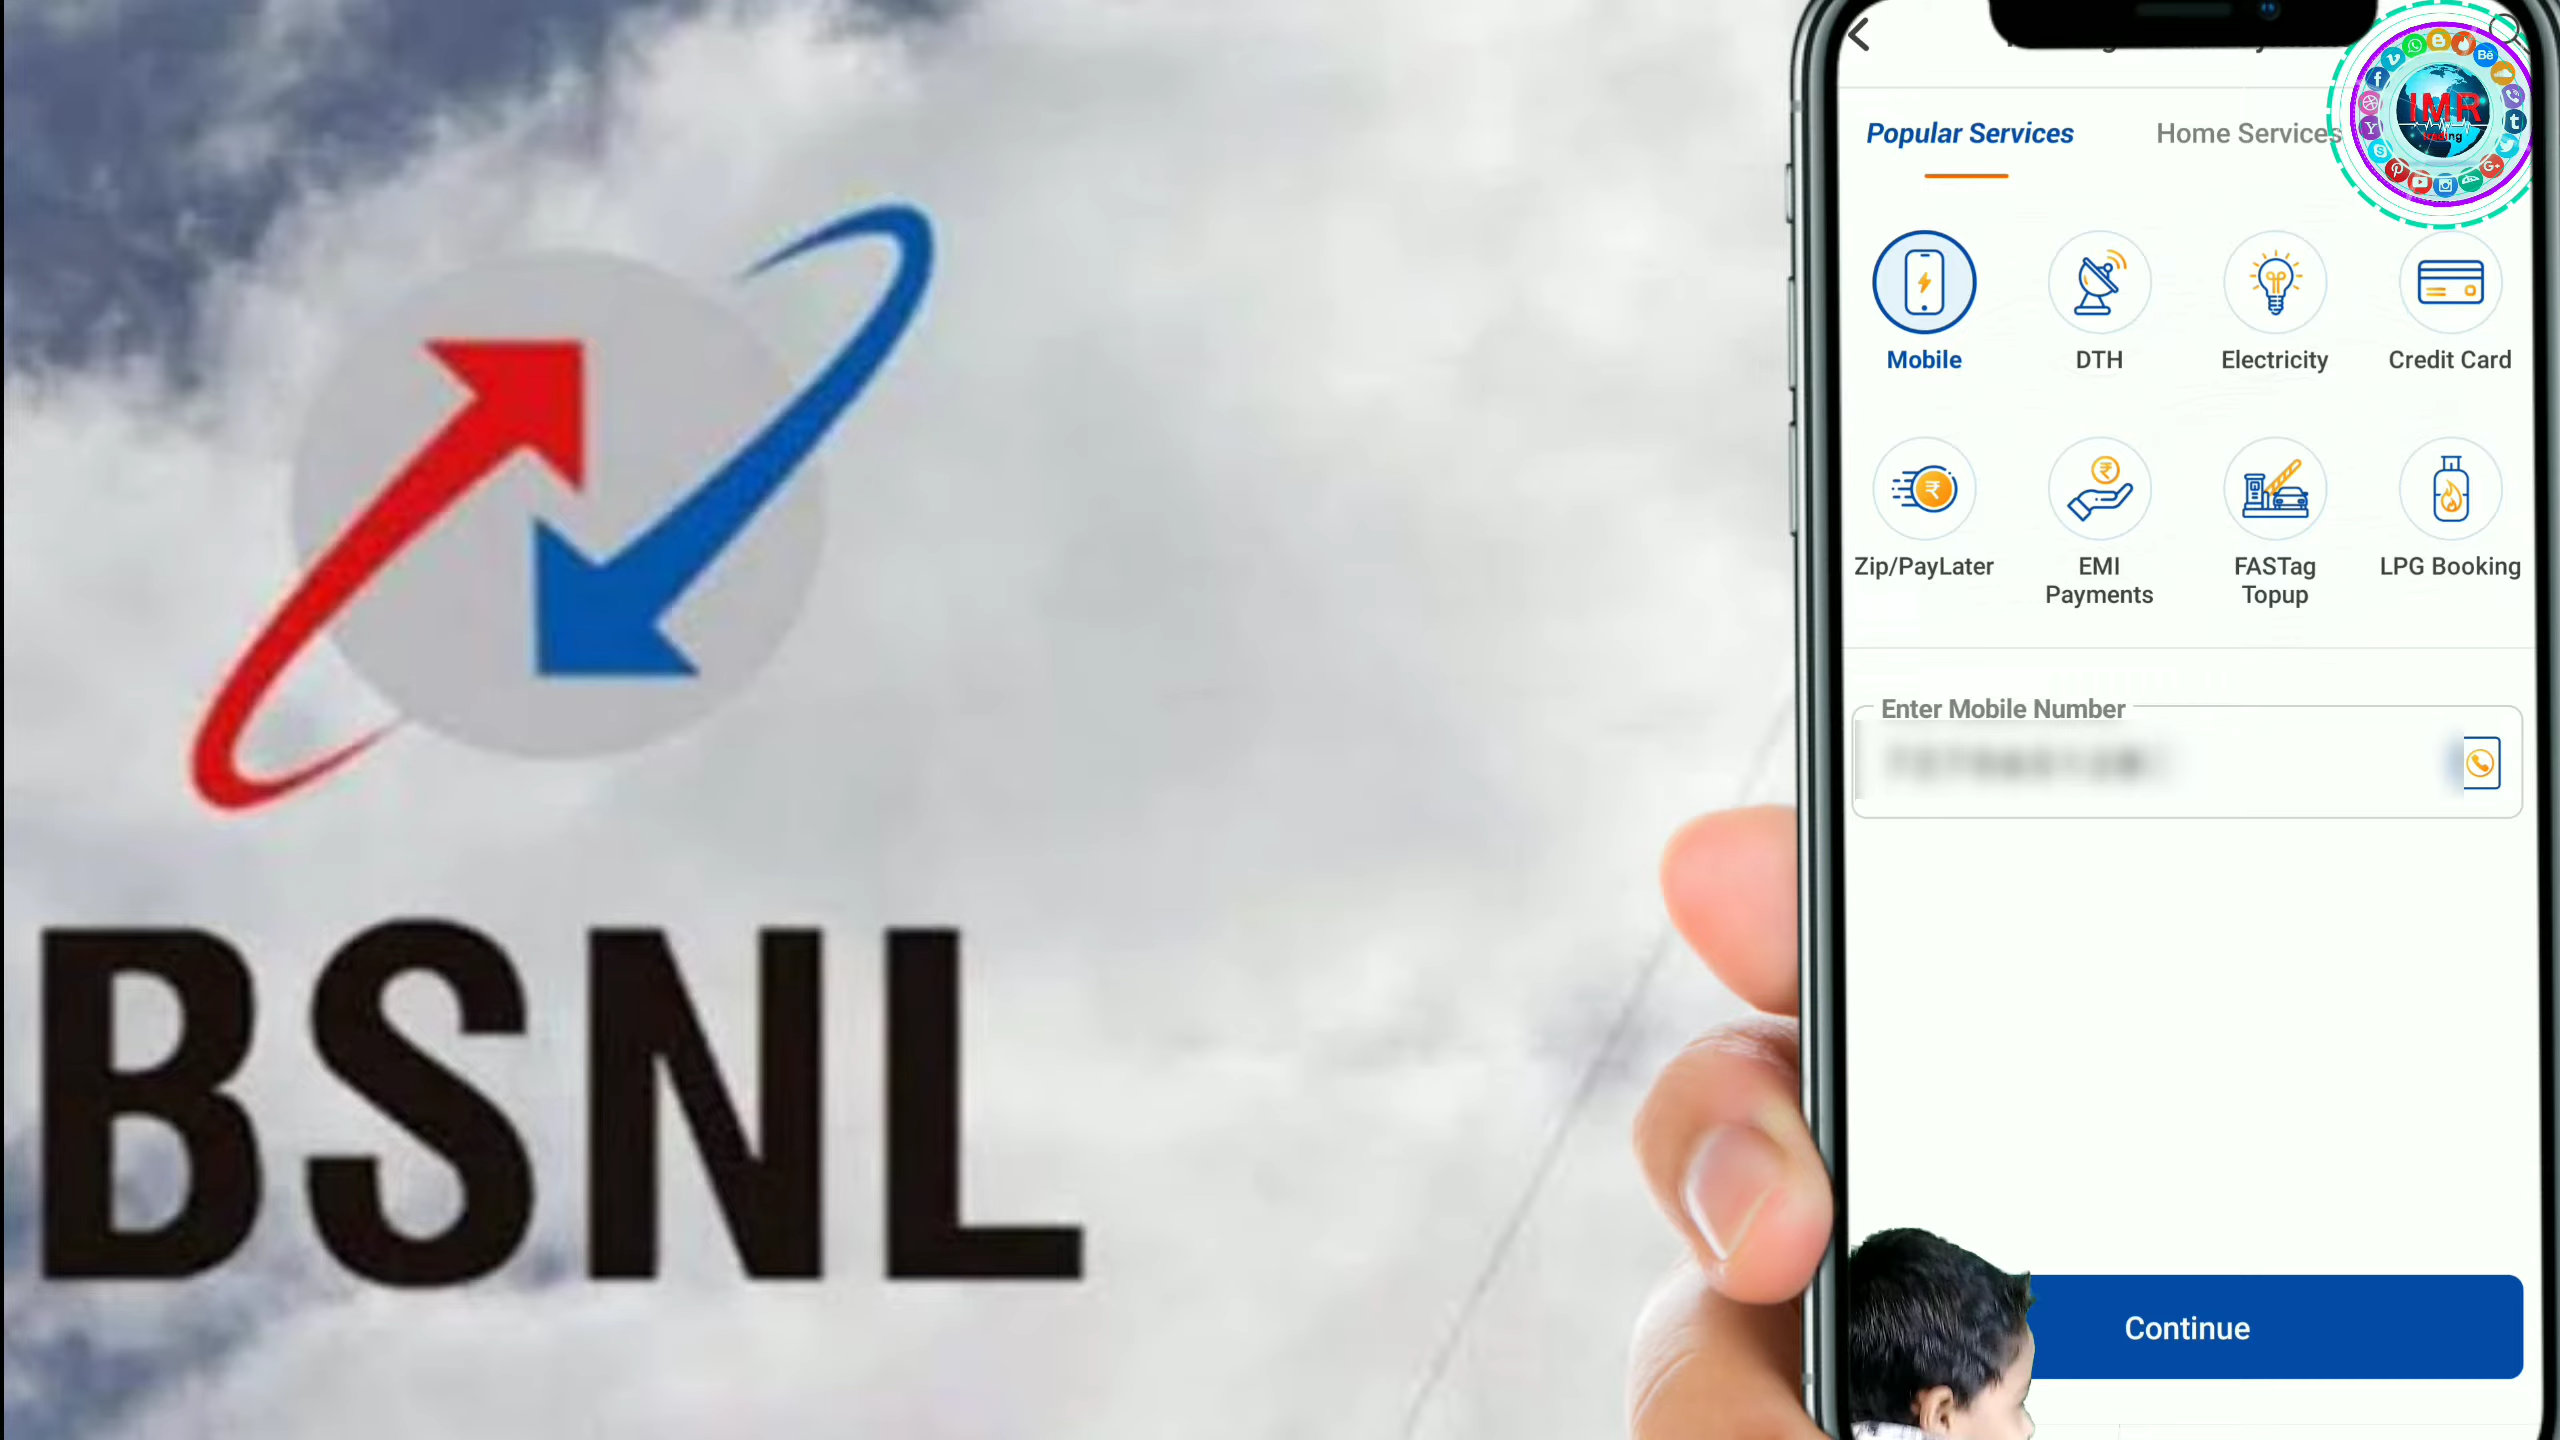 BSNL
Popular Services
Home Services
IMR
trading
Mobile
DTH
Electricity
Credit Card
Zip/PayLater
EMI
Payments
FASTag
Topup
LPG Booking
Enter Mobile Number
Continue